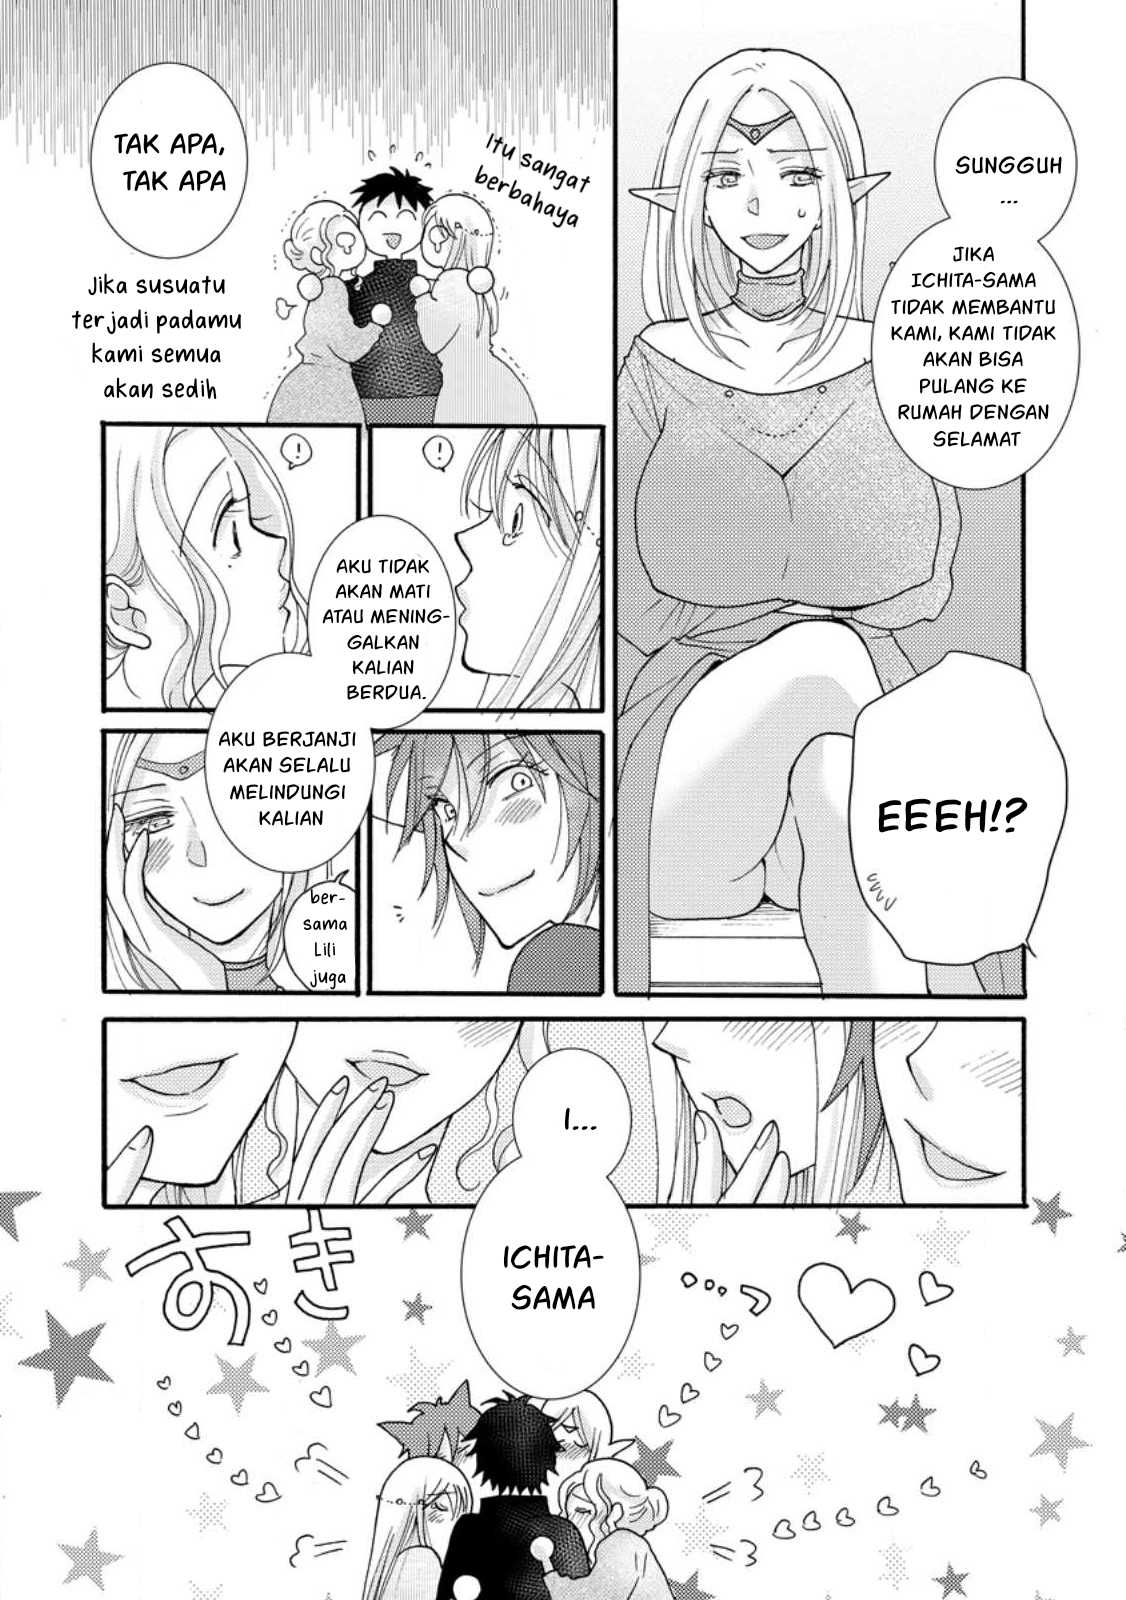 SUNGGUH
...
JIKA
ICHITA-SAMA
TIDAK MEMBANTU
KAMI, KAMI TIDAK
AKAN BISA
PULANG KE
RUMAH DENGAN
SELAMAT
EEEH!?
Itu sangat
berbahaya
TAK APA,
TAK APA
Jika susuatu
terjadi padamu
kami semua
akan sedih
!
!
AKU TIDAK
AKAN MATI
ATAU MENING-
GALKAN
KALIAN
BERDUA.
AKU BERJANJI
AKAN SELALU
MELINDUNGI
KALIAN
ber-
sama
Lili
juga
I...
ICHITA-
SAMA
きゅ